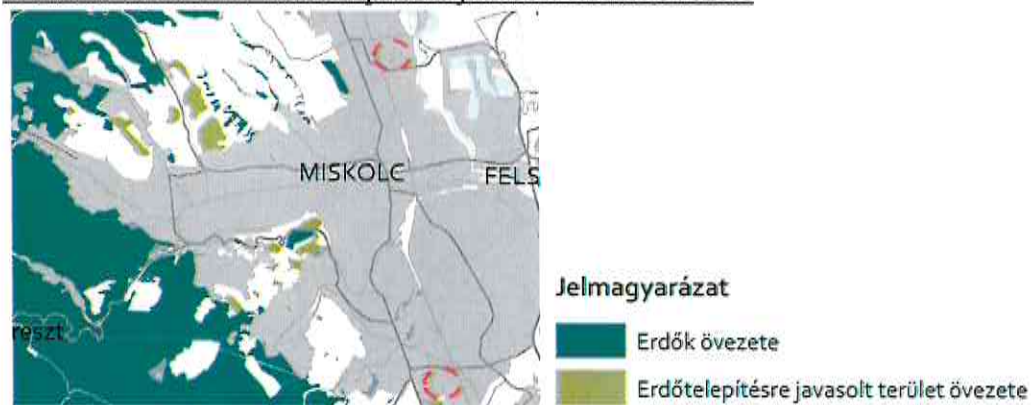 MISKOLC
FELS
reszt
Jelmagyarázat
Erdők övezete
Erdőtelepítésre javasolt terület övezete